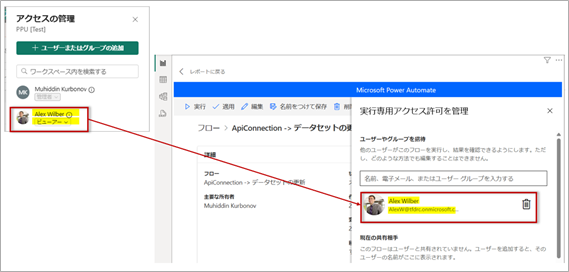 アクセスの管理
PPU [Test]
＋ ユーザーまたはグループの追加
ワークスペース内を検索する
MK
Muhiddin Kurbonov
管理者
Alex Wilber
ビューアー
レポートに戻る
Microsoft Power Automate
実行
適用
編集
名前をつけて保存
フロー > ApiConnection -> データセットの更新
詳細
フロー
ApiConnection -> データセットの更新
主要な所有者
Muhiddin Kurbonov
実行専用アクセス許可を管理
ユーザーやグループを招待
他のユーザーがこのフローを実行し、結果を確認できるようにします。ただ
し、どのような方法でも編集することはできません。
名前、電子メール、またはユーザー グループを入力する
Alex Wilber
現在の共有相手
このフローはユーザーと共有されていません。ユーザーを追加すると、その
ユーザーの名前がここに表示されます。